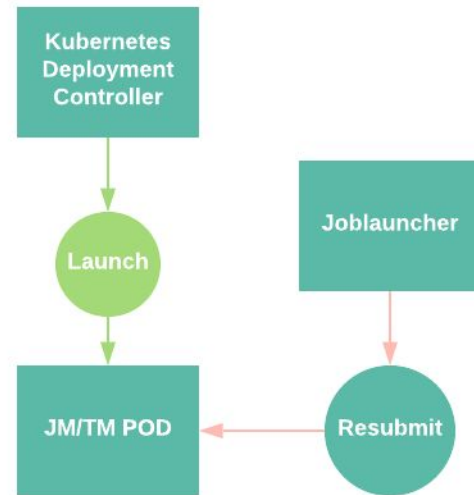 Kubernetes
Deployment
Controller
Launch
Joblauncher
JM/TM POD
Resubmit